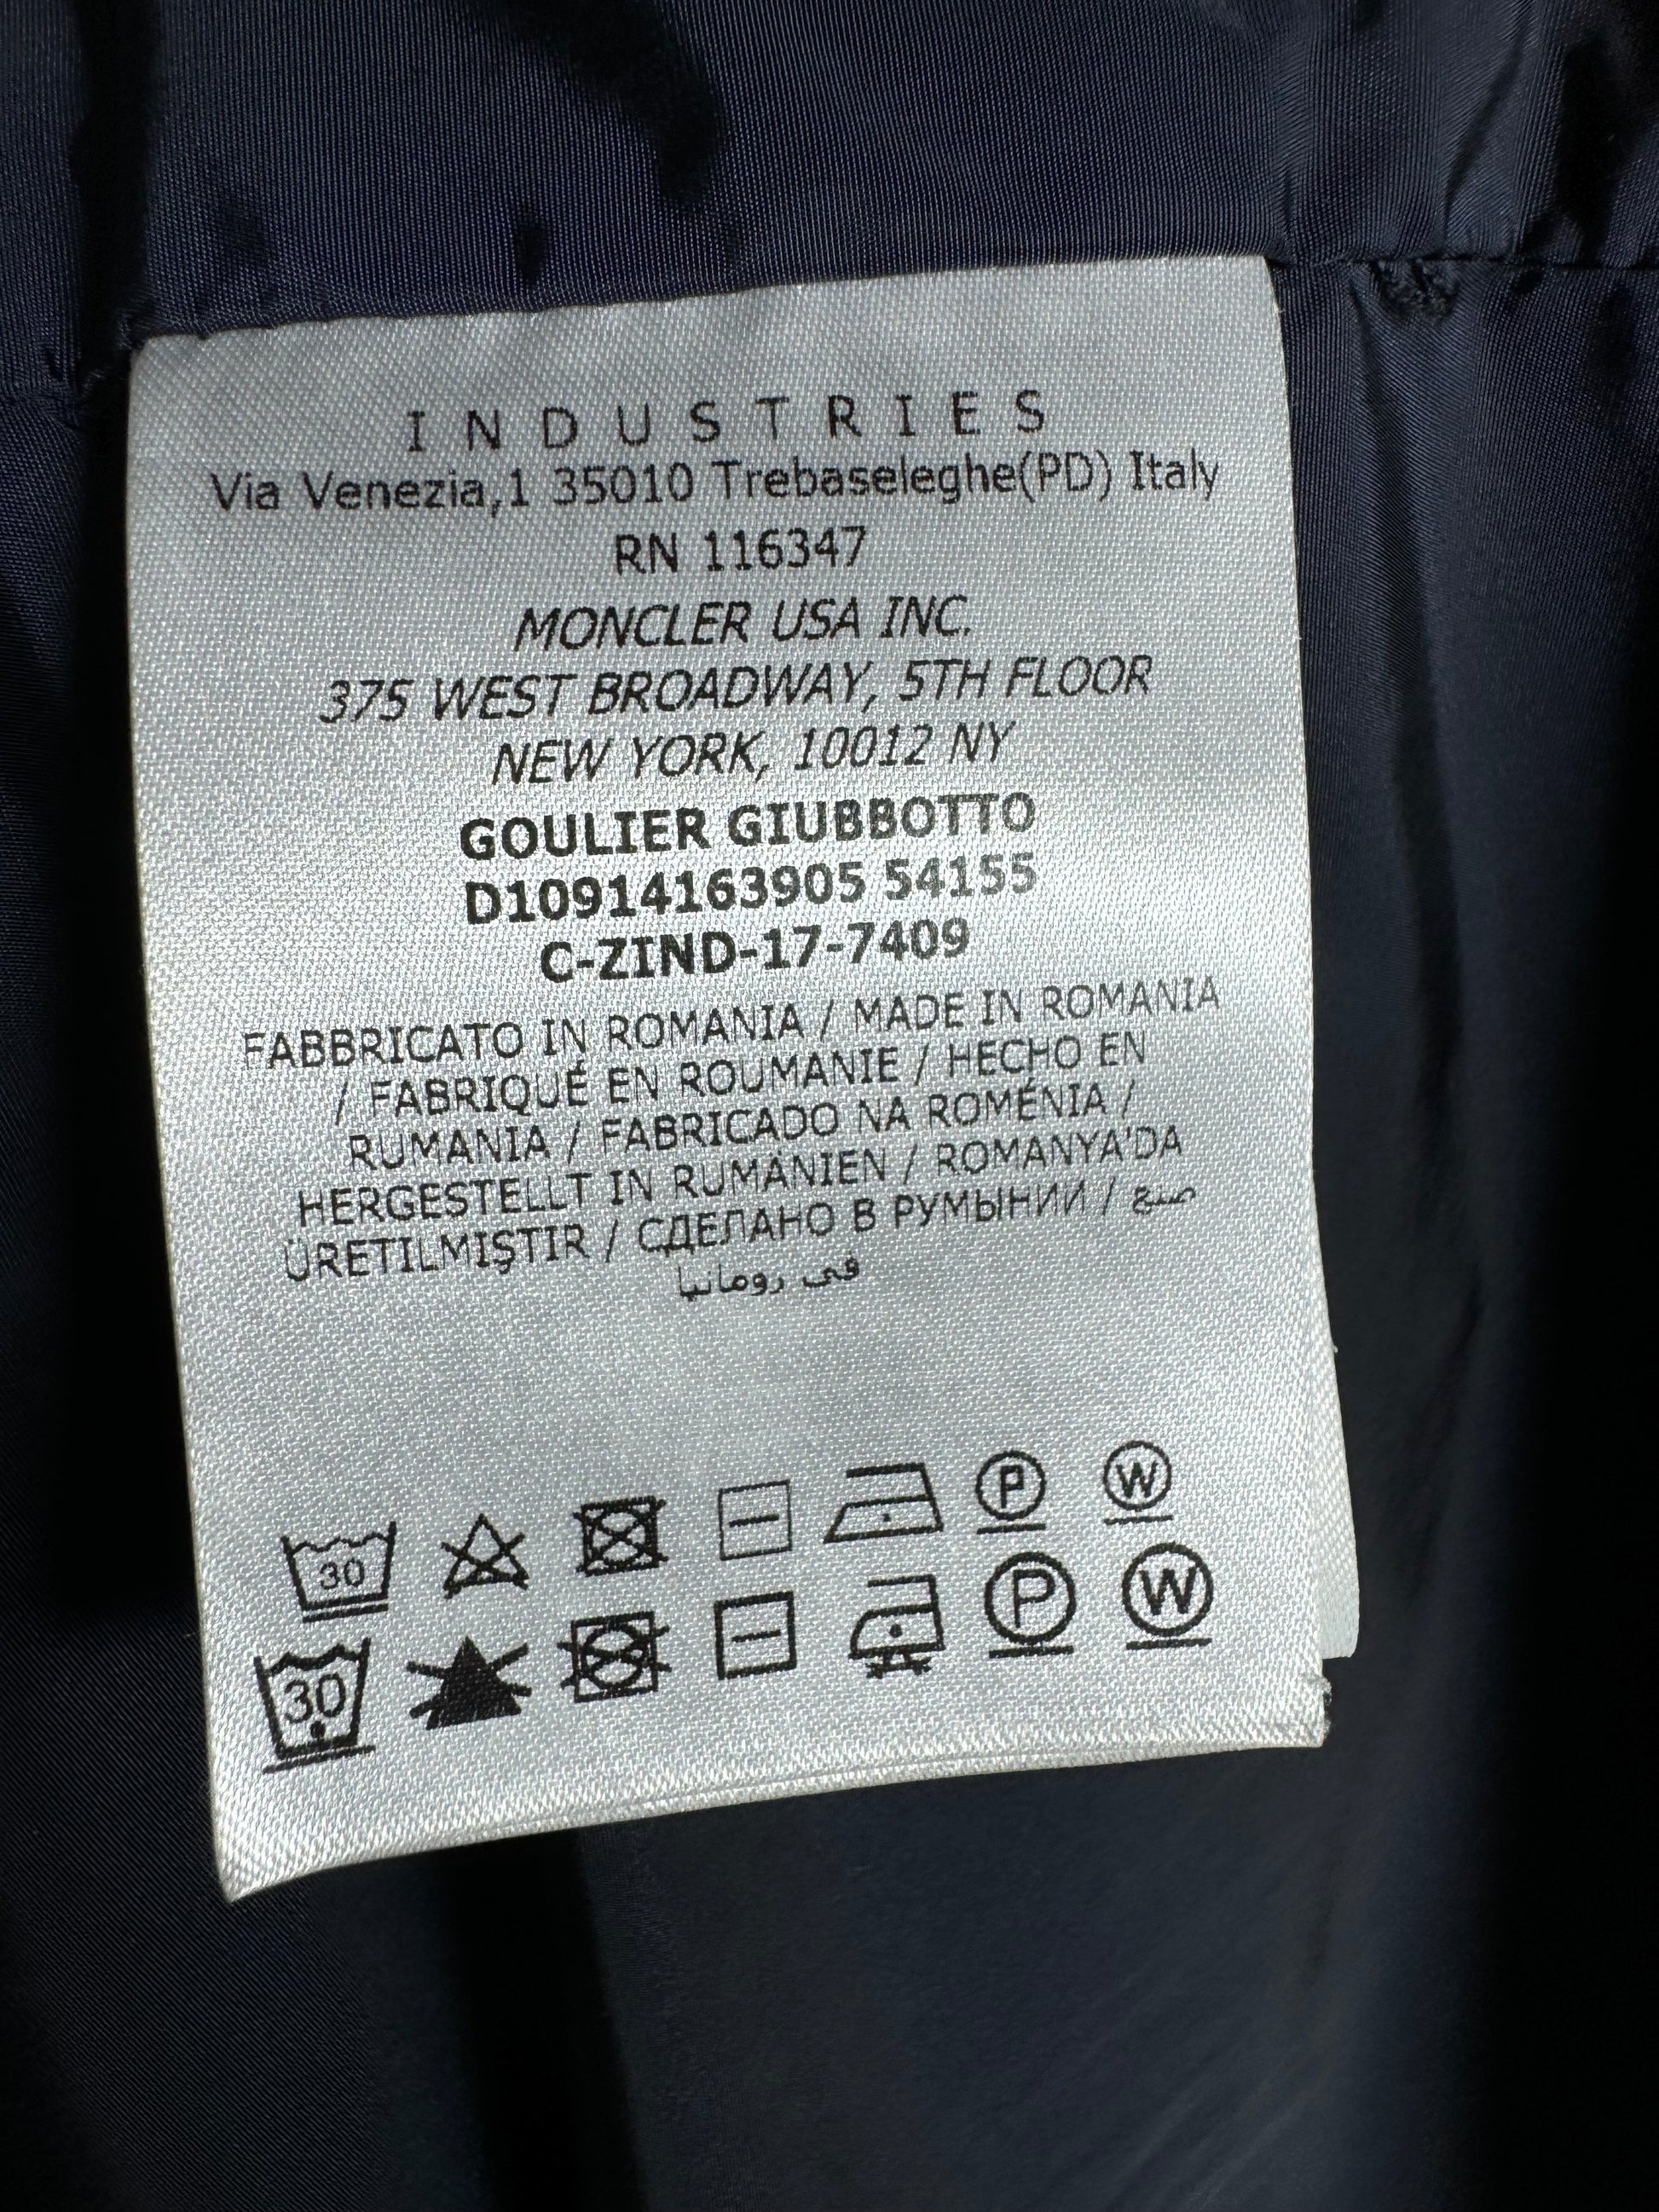 INDUSTRIES
Via Venezia,1 35010 Trebaseleghe(PD) Italy
RN 116347
MONCLER USA INC.
375 WEST BROADWAY, 5TH FLOOR
NEW YORK, 10012 NY
GOULIER GIUBBOTTO
D10914163905 54155
C-ZIND-17-7409
FABBRICATO IN ROMANIA / MADE IN ROMANIA
/ FABRIQUÉ EN ROUMANIE / HECHO EN
RUMANIA / FABRICADO NA ROMÉNIA /
HERGESTELLT IN RUMÄNIEN / ROMANYA'DA
ÜRETILMIŞTIR / СДЕЛАНО В РУМЫНИИ / صنع
في رومانيا
30 P W
30 P W